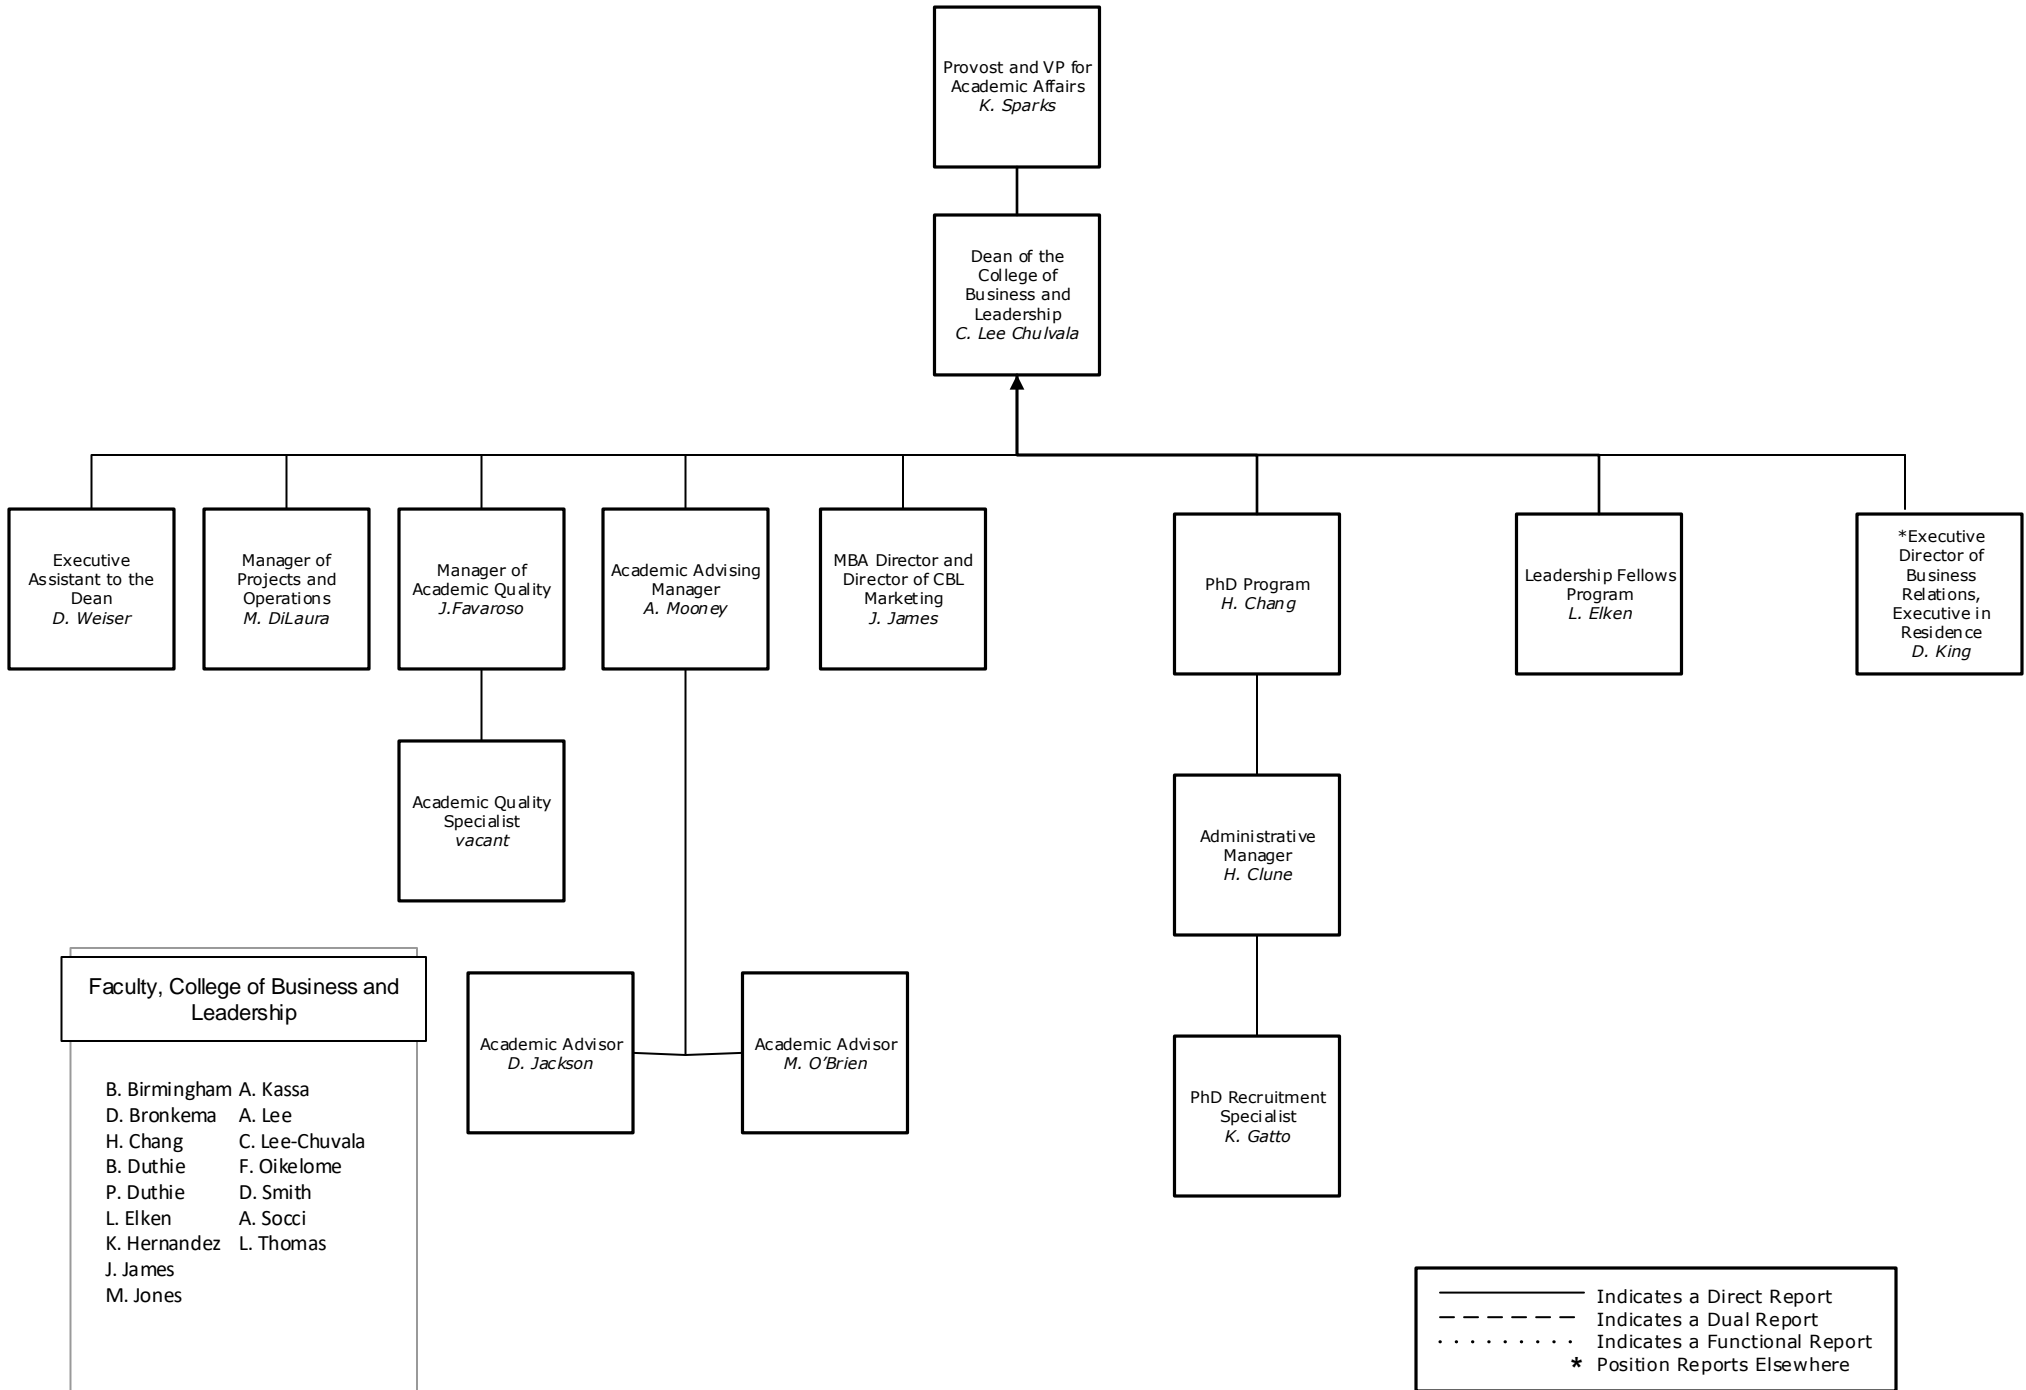 Provost and VP for
Academic Affairs
K. Sparks
Dean of the
College of
Business and
Leadership
C. Lee Chulvala
Executive
Assistant to the
Dean
D. Weiser
Manager of
Projects and
Operations
M. DiLaura
Manager of
Academic Quality
J.Favaroso
Academic Advising
Manager
A. Mooney
MBA Director and
Director of CBL
Marketing
J. James
PhD Program
H. Chang
Leadership Fellows
Program
L. Elken
*Executive
Director of
Business
Relations,
Executive in
Residence
D. King
Academic Quality
Specialist
vacant
Administrative
Manager
H. Clune
Faculty, College of Business and
Leadership
B. Birmingham A. Kassa
D. Bronkema A. Lee
H. Chang C. Lee-Chuvala
B. Duthie F. Oikelome
P. Duthie D. Smith
L. Elken A. Socci
K. Hernandez L. Thomas
J. James
M. Jones
Academic Advisor
D. Jackson
Academic Advisor
M. O’Brien
PhD Recruitment
Specialist
K. Gatto
Indicates a Direct Report
Indicates a Dual Report
Indicates a Functional Report
* Position Reports Elsewhere